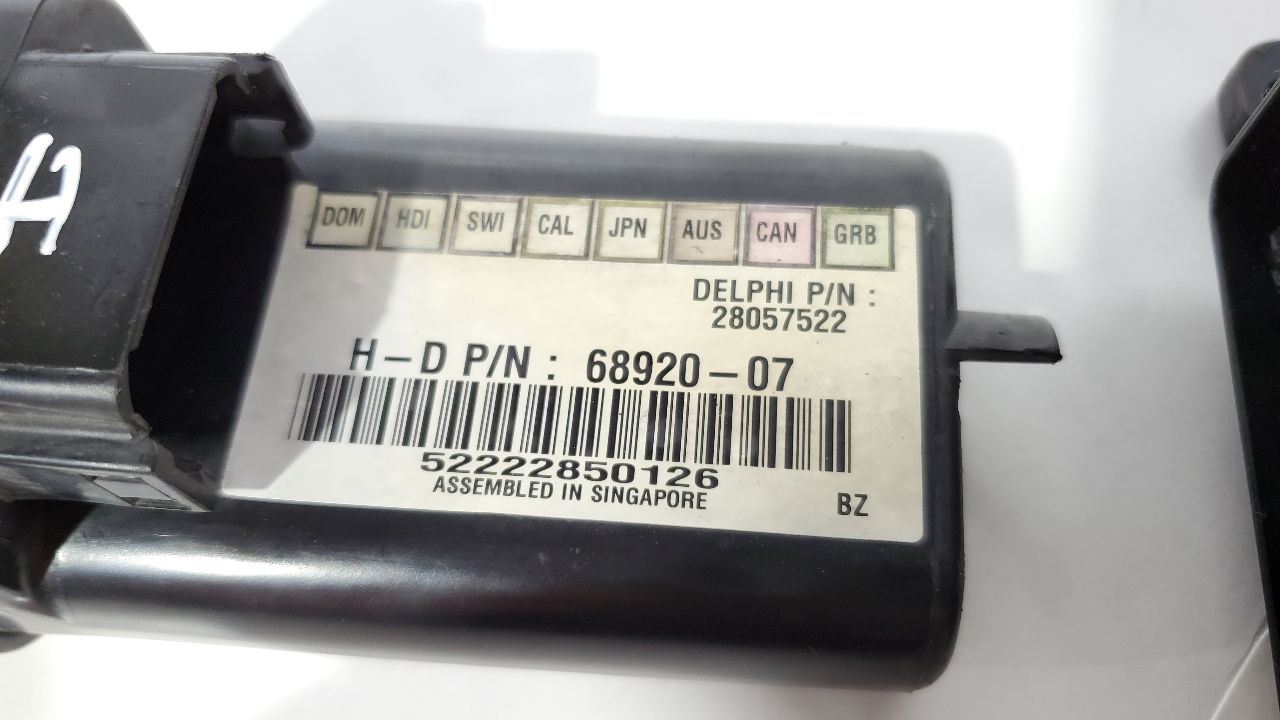 H
DOM HDI SWI CAL JPN AUS CAN GRB
DELPHI P/N :
28057522
H-D P/N : 68920-07
52222850126
ASSEMBLED IN SINGAPORE
BZ